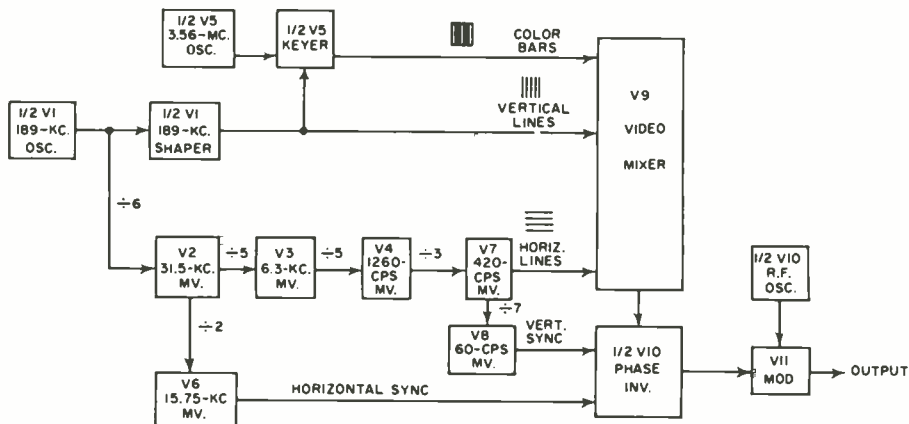 1/2 V5
3.56-MC.
OSC.
1/2 V5
KEYER
COLOR
BARS
1/2 V1
189-KC.
OSC.
1/2 V1
189-KC.
SHAPER
VERTICAL
LINES
V9
VIDEO
MIXER
÷6
V2
31.5-KC.
MV.
÷5
V3
6.3-KC.
MV.
÷5
V4
1260-
CPS
MV.
÷3
V7
420-
CPS
MV.
HORIZ.
LINES
1/2 V10
R.F.
OSC.
÷2
÷7
V8
60-CPS
MV.
VERT.
SYNC
1/2 V10
PHASE
INV.
V11
MOD
OUTPUT
V6
15.75-KC
MV.
HORIZONTAL SYNC